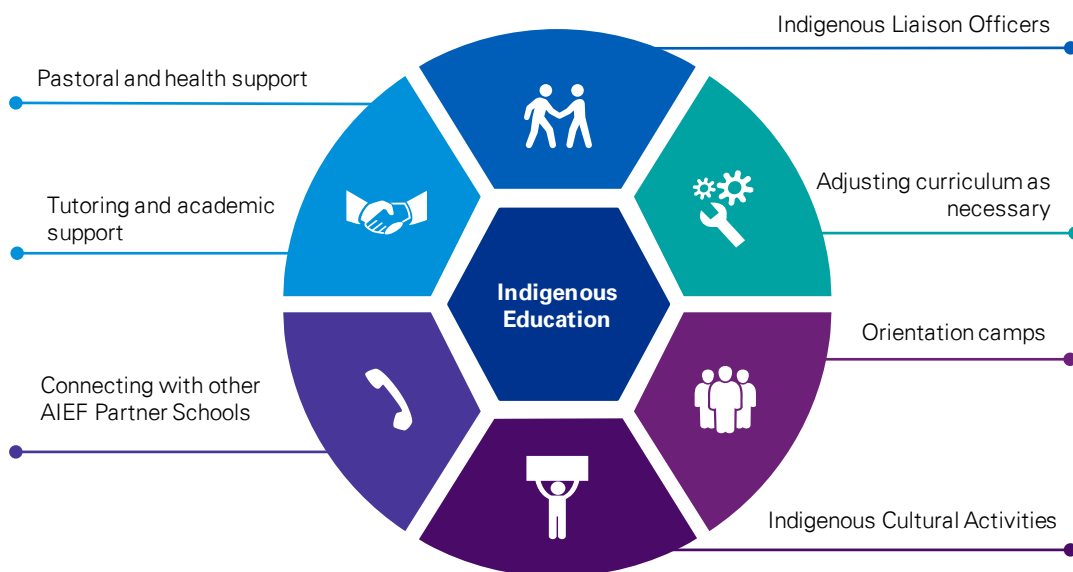 Indigenous Liaison Officers
Pastoral and health support
Adjusting curriculum as
necessary
Tutoring and academic
support
Indigenous
Education
Orientation camps
Connecting with other
AIEF Partner Schools
Indigenous Cultural Activities